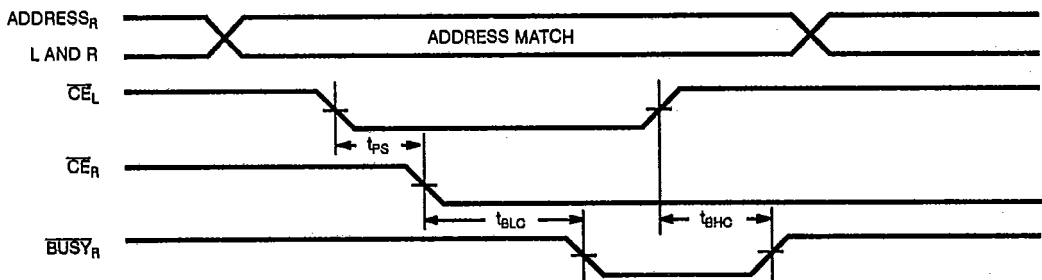 ADDRESSR
L AND R
ADDRESS MATCH
CEL
tPS
CER
tBLC
tBHC
BUSYR